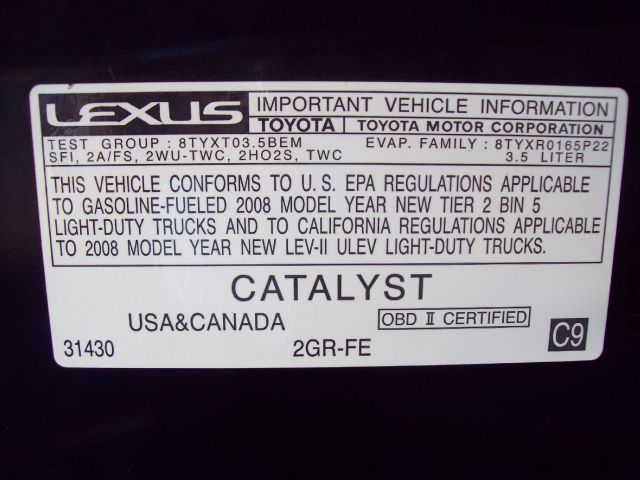 LEXUS IMPORTANT VEHICLE INFORMATION
TOYOTA TOYOTA MOTOR CORPORATION
TEST GROUP : 8TYXT03.5BEM EVAP. FAMILY : 8TYXR0165P22
SFI, 2A/FS, 2WU-TWC, 2HO2S, TWC 3.5 LITER
THIS VEHICLE CONFORMS TO U.S. EPA REGULATIONS APPLICABLE
TO GASOLINE-FUELED 2008 MODEL YEAR NEW TIER 2 BIN 5
LIGHT-DUTY TRUCKS AND TO CALIFORNIA REGULATIONS APPLICABLE
TO 2008 MODEL YEAR NEW LEV-II ULEV LIGHT-DUTY TRUCKS.
CATALYST
USA&CANADA OBD II CERTIFIED
31430 2GR-FE C9